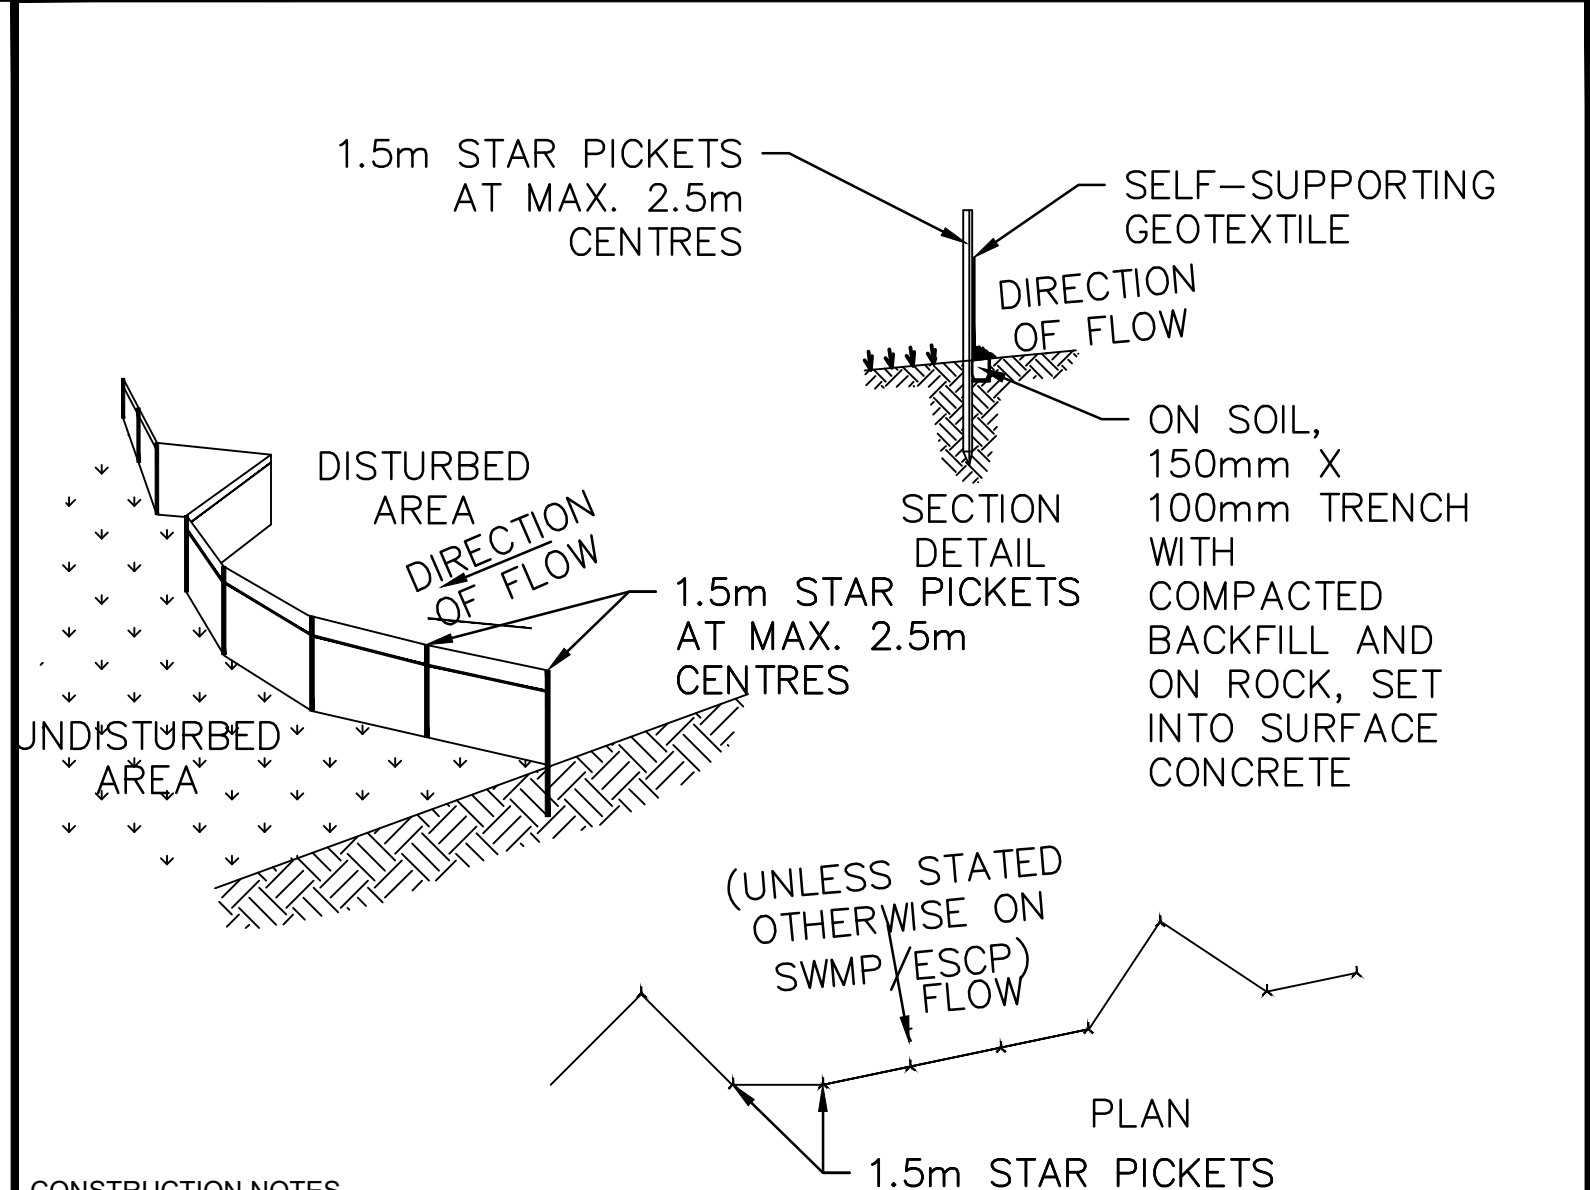 1.5m STAR PICKETS
AT MAX. 2.5m
CENTRES
SELF-SUPPORTING
GEOTEXTILE
DIRECTION
OF FLOW
ON SOIL,
150mm X
100mm TRENCH
WITH
COMPACTED
BACKFILL AND
ON ROCK, SET
INTO SURFACE
CONCRETE
SECTION
DETAIL
DISTURBED
AREA
DIRECTION
OF FLOW
1.5m STAR PICKETS
AT MAX. 2.5m
CENTRES
UNDISTURBED
AREA
(UNLESS STATED
OTHERWISE ON
SWMP/ESCP)
FLOW
PLAN
1.5m STAR PICKETS
CONSTRUCTION NOTES